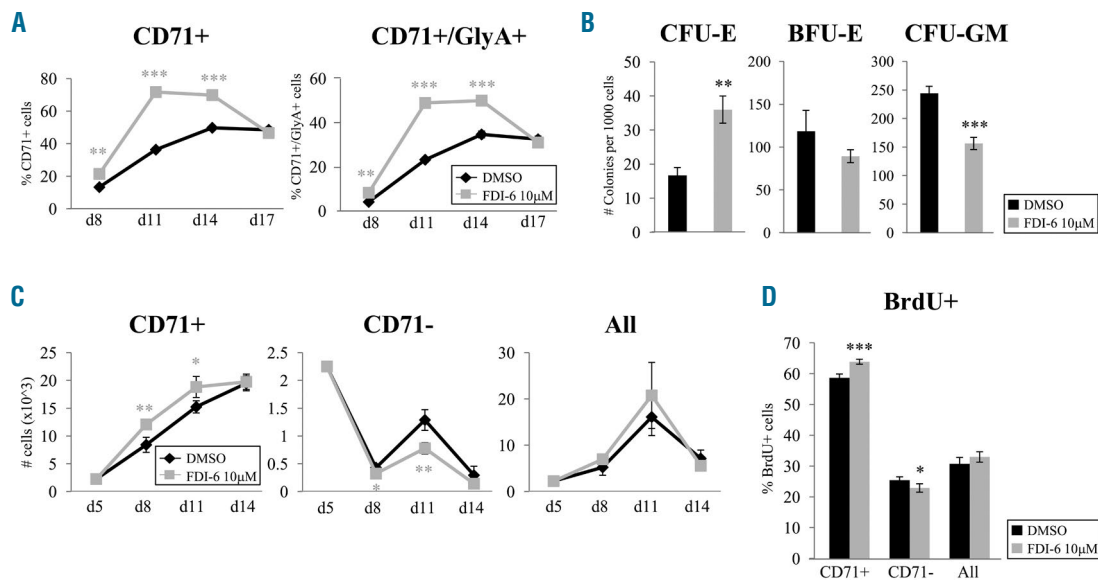 A
CD71+
% CD71+ cells
80
60
40
20
0
**
***
***
d8
d11
d14
d17
CD71+/GlyA+
% CD71+/GlyA+ cells
60
40
20
0
**
***
***
DMSO
FDI-6 10µM
d8
d11
d14
d17
B
CFU-E
BFU-E
CFU-GM
# Colonies per 1000 cells
50
40
30
20
10
0
**
200
150
100
50
0
300
250
200
150
100
50
0
***
DMSO
FDI-6 10µM
C
CD71+
# cells (x10^3)
25
20
15
10
5
0
**
*
DMSO
FDI-6 10µM
d5
d8
d11
d14
CD71-
2.5
2
1.5
1
0.5
0
*
**
d5
d8
d11
d14
All
30
20
10
0
d5
d8
d11
d14
D
BrdU+
% BrdU+ cells
70
60
50
40
30
20
10
0
***
*
CD71+
CD71-
All
DMSO
FDI-6 10µM